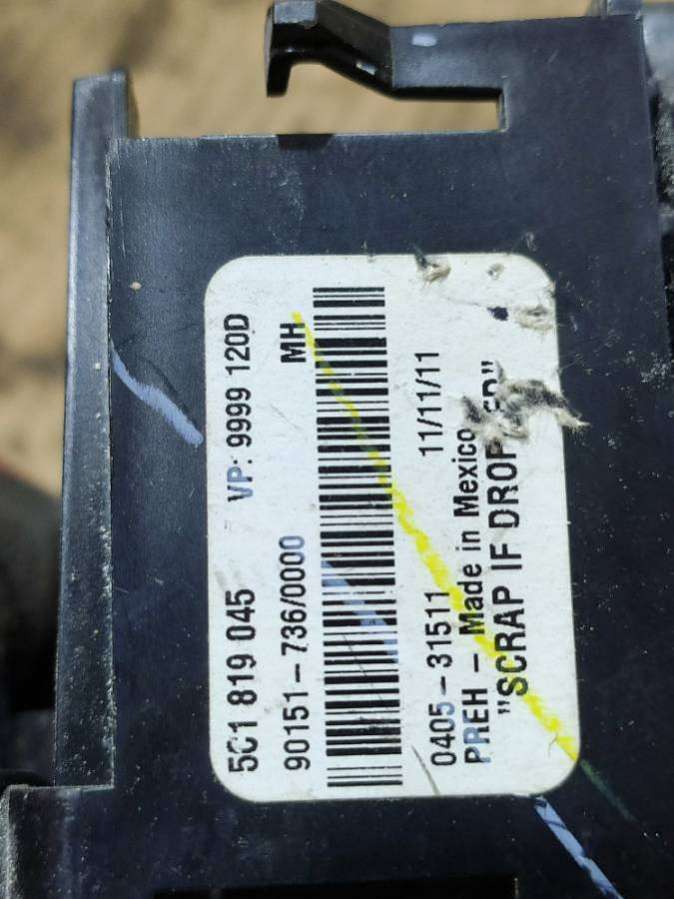 5C1 819 045 VP: 9999 120D
90151-736/0000 MH
0405-31511 11/11/11
PREH - Made in Mexico
"SCRAP IF